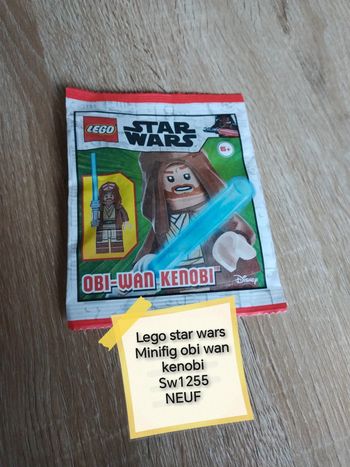 LEGO
STAR
WARS
6+
OBI-WAN KENOBI
Disney
Lego star wars
Minifig obi wan
kenobi
Sw1255
NEUF